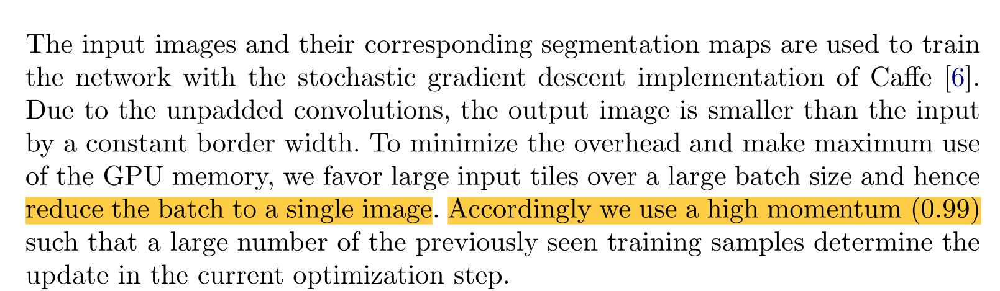 The input images and their corresponding segmentation maps are used to train
the network with the stochastic gradient descent implementation of Caffe [6].
Due to the unpadded convolutions, the output image is smaller than the input
by a constant border width. To minimize the overhead and make maximum use
of the GPU memory, we favor large input tiles over a large batch size and hence
reduce the batch to a single image. Accordingly we use a high momentum (0.99)
such that a large number of the previously seen training samples determine the
update in the current optimization step.